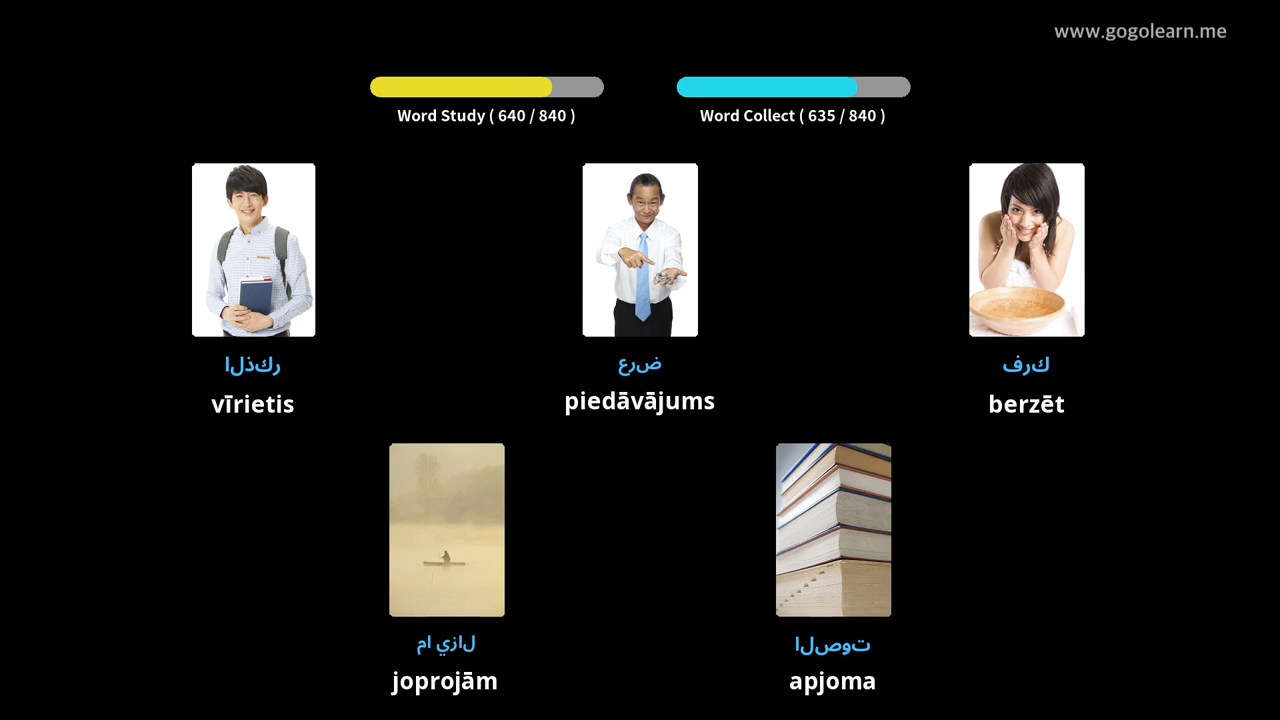 www.gogolearn.me
Word Study ( 640 / 840 )
Word Collect ( 635 / 840 )
الذكر
عرض
فرك
vīrietis
piedāvājums
berzēt
ما يزال
الصوت
joprojām
apjoma